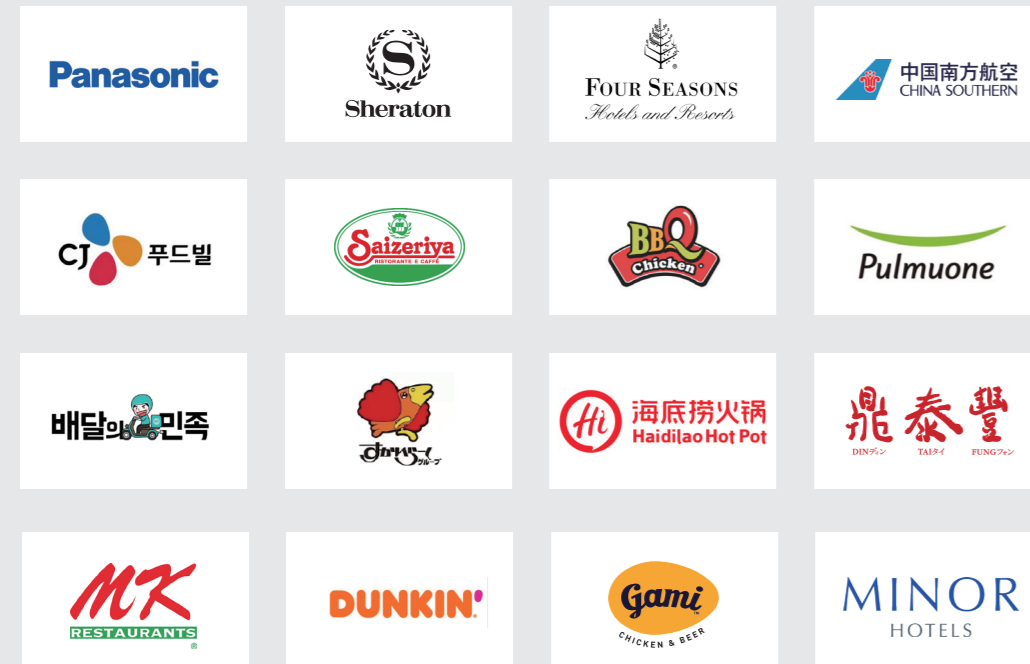 Panasonic
S
Sheraton
®
FOUR SEASONS
Hotels and Resorts
中国南方航空
CHINA SOUTHERN
CJ 푸드빌
Saizeriya
RISTORANTE E CAFFÉ
BBQ
Chicken
Pulmuone
배달의민족
すかいらーく
グループ
Hi
海底捞火锅
Haidilao Hot Pot
鼎泰豐
DINディン TAIタイ FUNGフォン
MK
RESTAURANTS
®
DUNKIN'
Gami
™
CHICKEN & BEER
MINOR
HOTELS